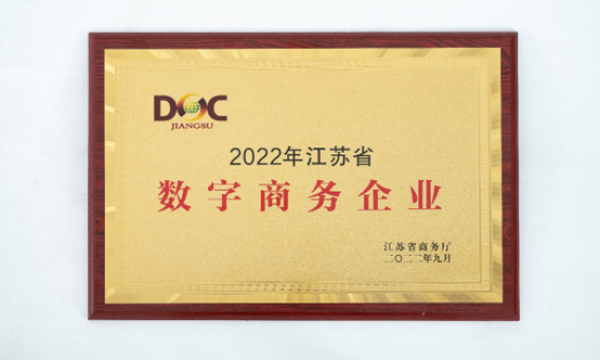 DOC
JIANGSU
2022年江苏省
数字商务企业
江苏省商务厅
二〇二二年九月